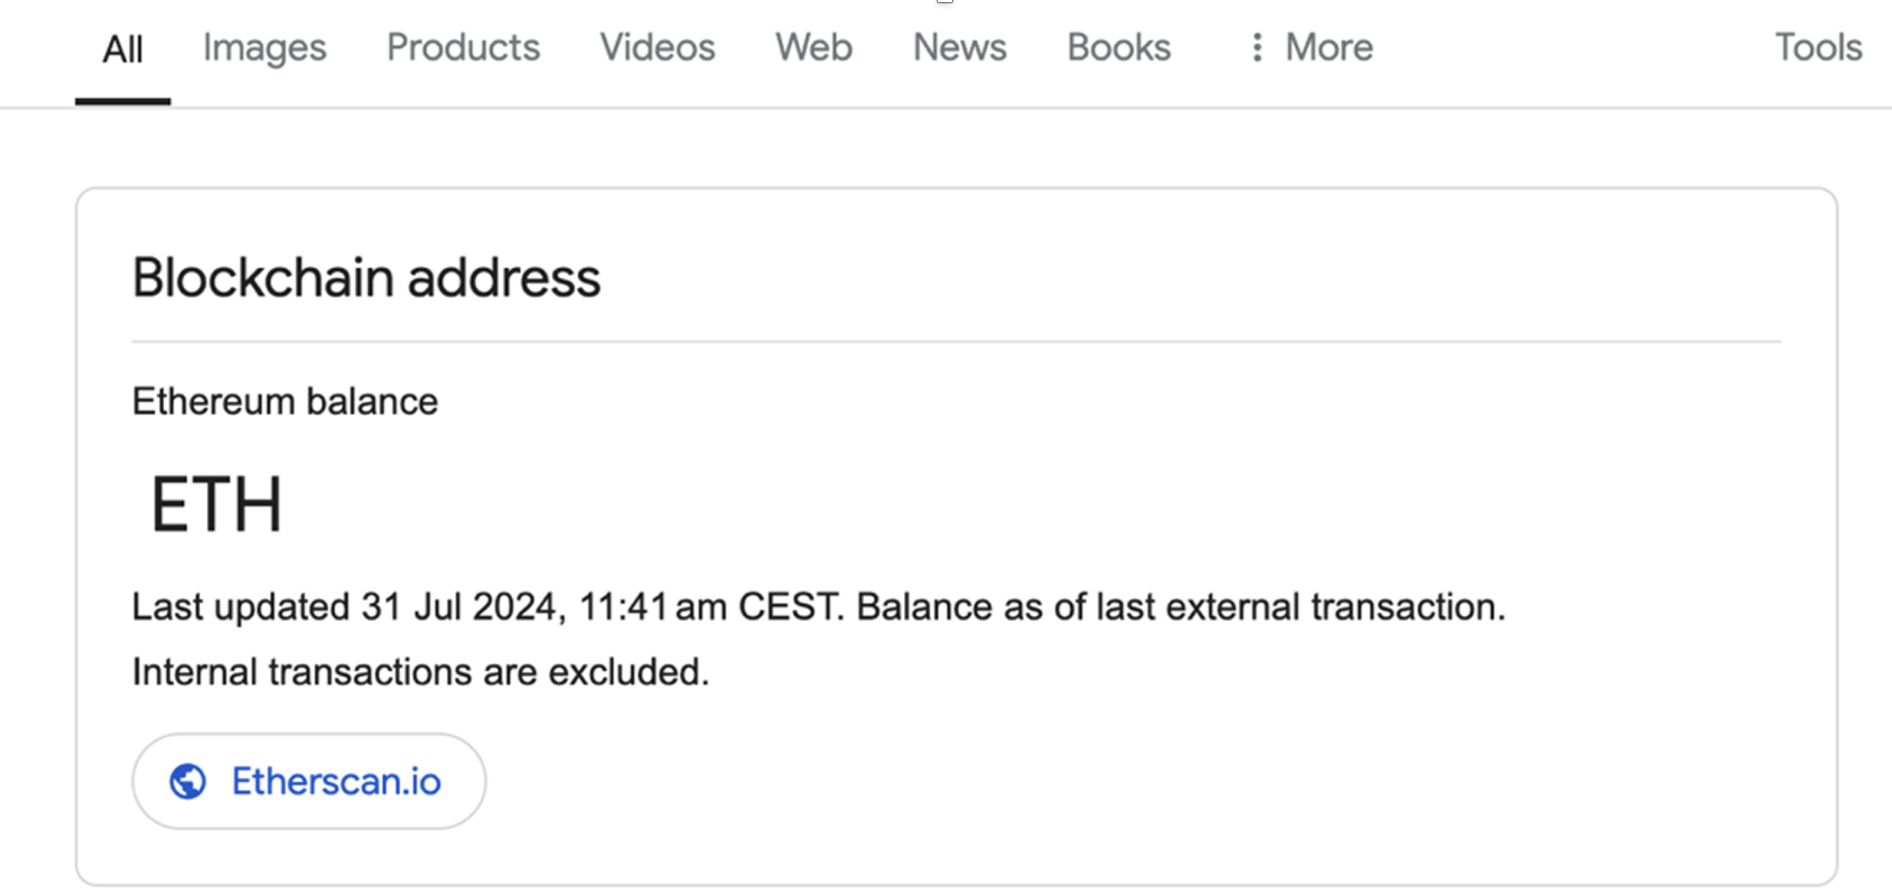 All Images Products Videos Web News Books More Tools
Blockchain address
Ethereum balance
ETH
Last updated 31 Jul 2024, 11:41 am CEST. Balance as of last external transaction.
Internal transactions are excluded.
Etherscan.io